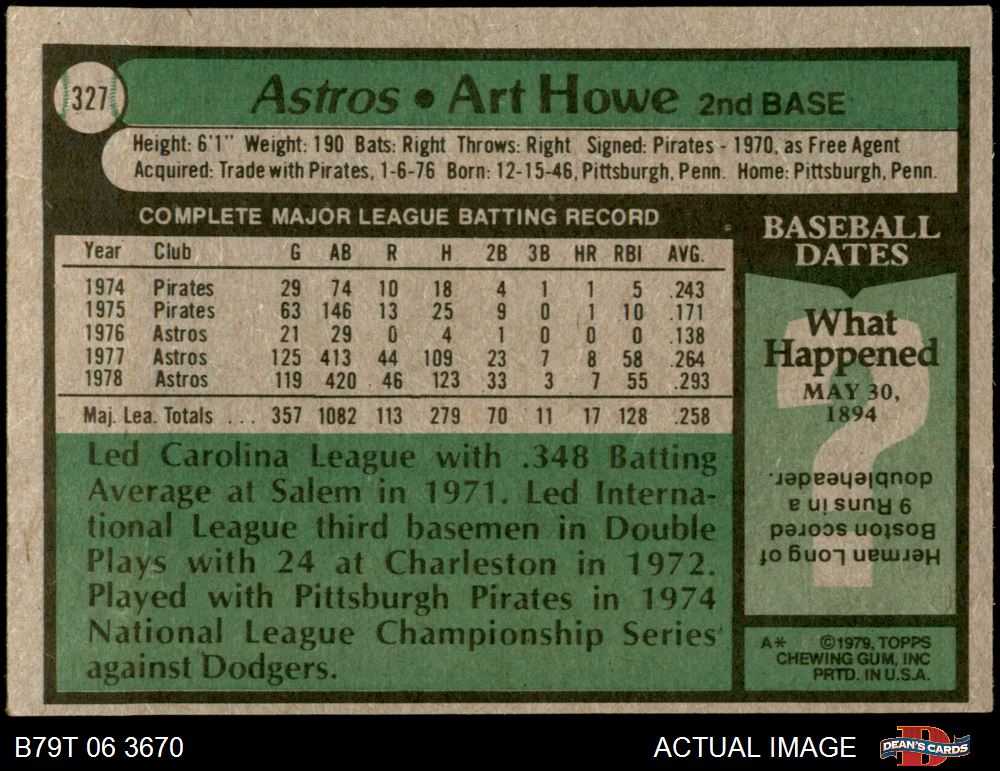 327
Astros • Art Howe 2nd BASE
Height: 6'1" Weight: 190 Bats: Right Throws: Right Signed: Pirates - 1970, as Free Agent
Acquired: Trade with Pirates, 1-6-76 Born: 12-15-46, Pittsburgh, Penn. Home: Pittsburgh, Penn.
COMPLETE MAJOR LEAGUE BATTING RECORD
Year Club G AB R H 2B 3B HR RBI AVG.
1974 Pirates 29 74 10 18 4 1 1 5 .243
1975 Pirates 63 146 13 25 9 0 1 10 .171
1976 Astros 21 29 0 4 1 0 0 0 .138
1977 Astros 125 413 44 109 23 7 8 58 .264
1978 Astros 119 420 46 123 33 3 7 55 .293
Maj. Lea. Totals ... 357 1082 113 279 70 11 17 128 .258
Led Carolina League with .348 Batting
Average at Salem in 1971. Led Interna-
tional League third basemen in Double
Plays with 24 at Charleston in 1972.
Played with Pittsburgh Pirates in 1974
National League Championship Series
against Dodgers.
BASEBALL
DATES
What
Happened
MAY 30,
1894
Herman Long of
Boston scored
9 Runs in a
doubleheader.
A* ©1979, TOPPS
CHEWING GUM, INC
PRTD. IN U.S.A.
B79T 06 3670
ACTUAL IMAGE
DEAN'S CARDS